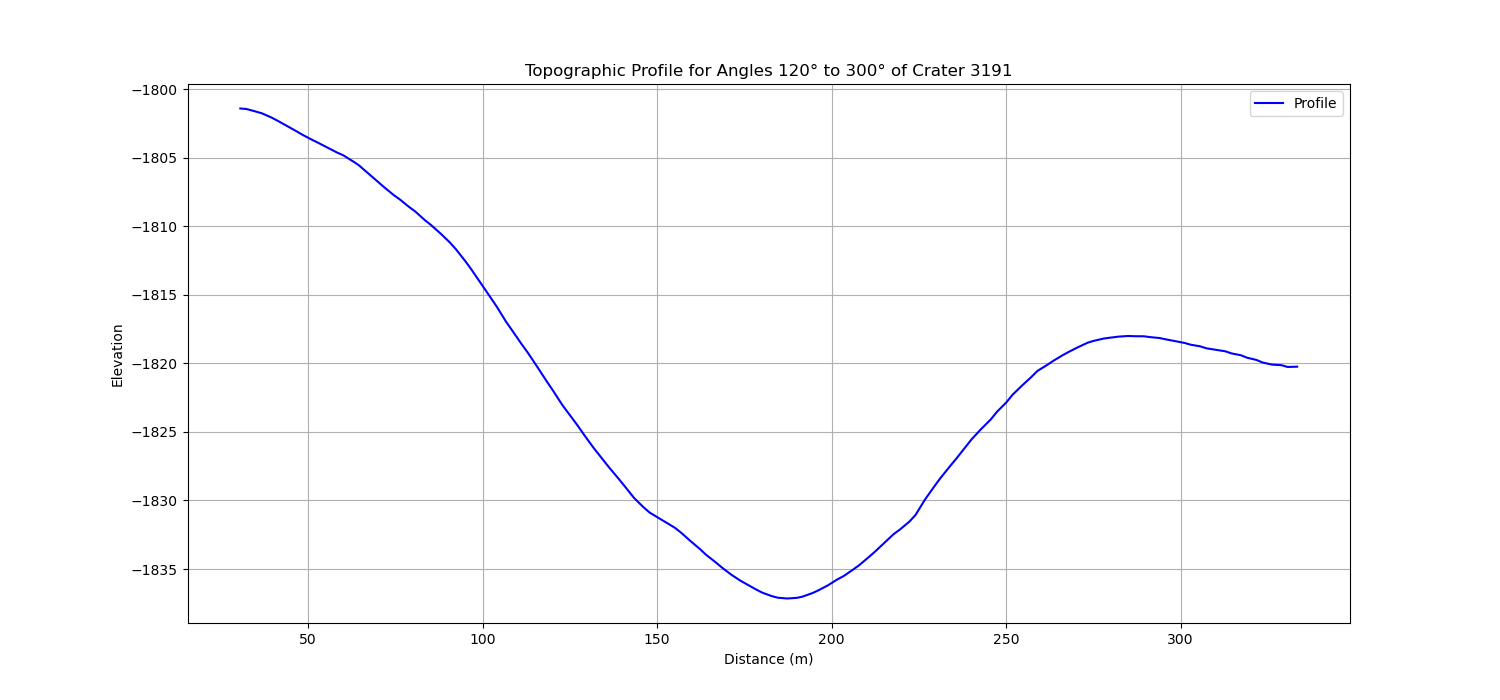 Topographic Profile for Angles 120° to 300° of Crater 3191
Profile
Elevation
−1800
−1805
−1810
−1815
−1820
−1825
−1830
−1835
50 100 150 200 250 300
Distance (m)